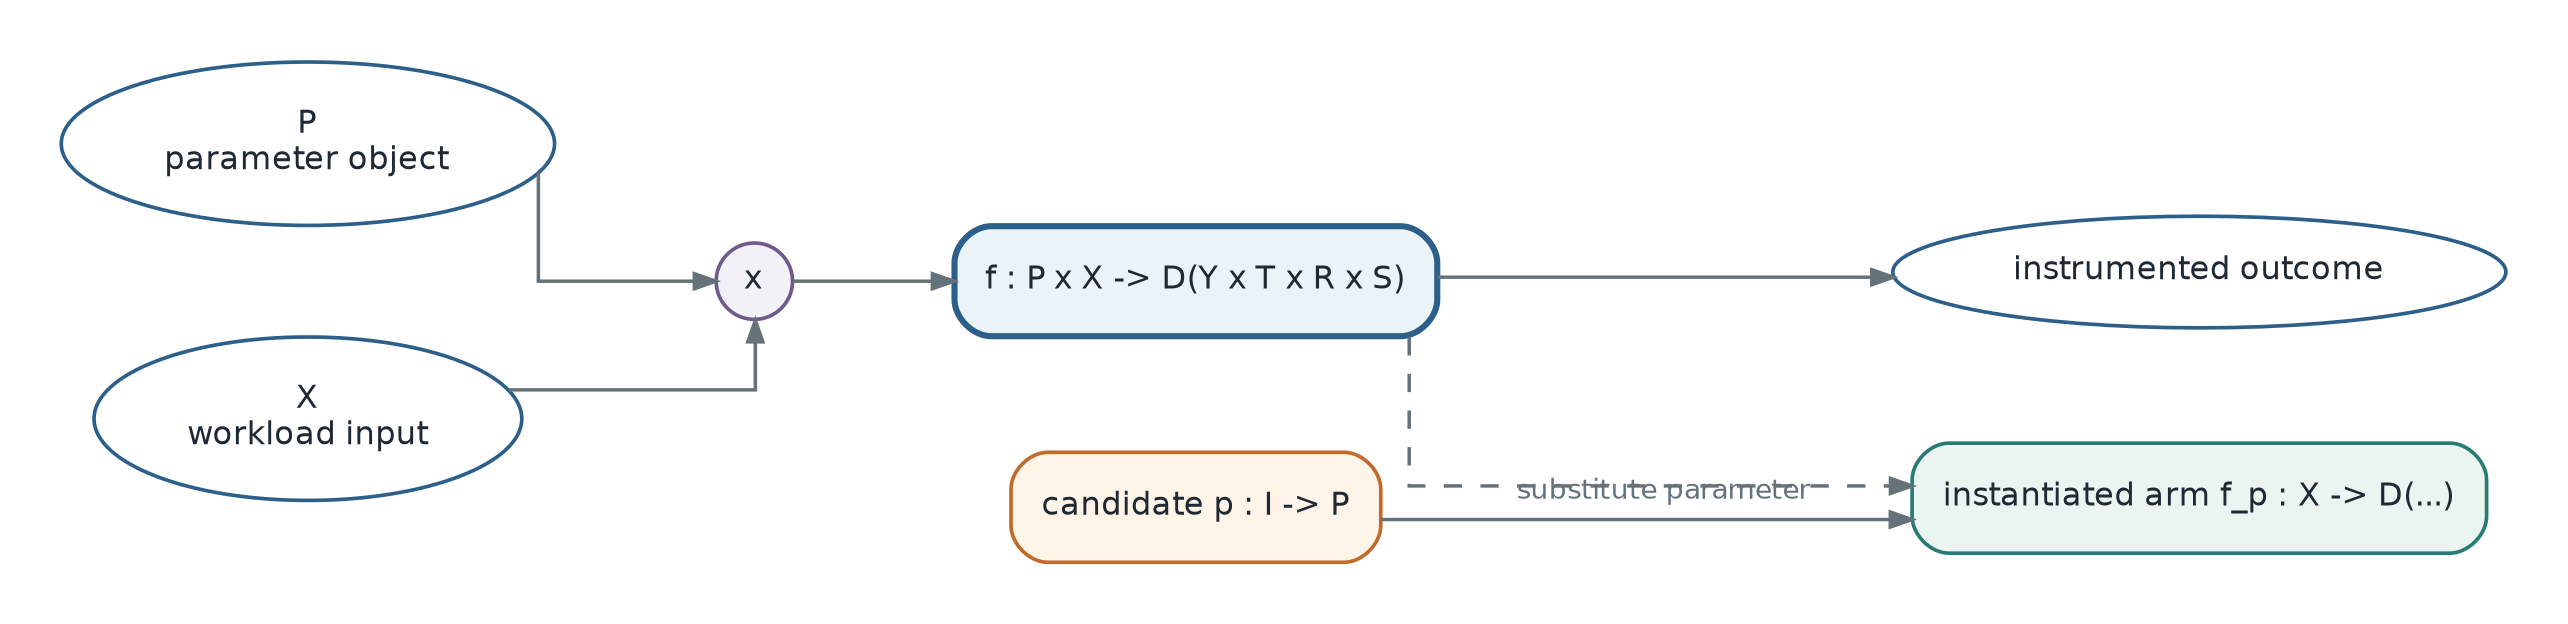 P
parameter object
X
workload input
x
f : P x X -> D(Y x T x R x S)
instrumented outcome
candidate p : I -> P
substitute parameter
instantiated arm f_p : X -> D(...)